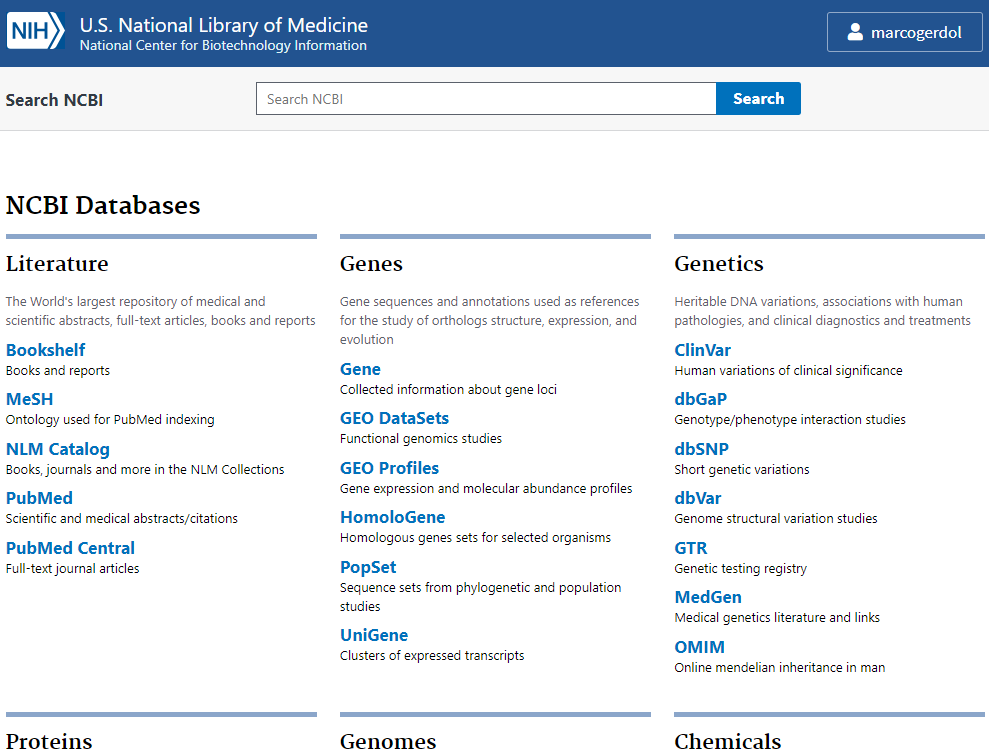 NIH
U.S. National Library of Medicine
National Center for Biotechnology Information
marcogerdol
Search NCBI
Search NCBI
Search
NCBI Databases
Literature
The World's largest repository of medical and
scientific abstracts, full-text articles, books and reports
Bookshelf
Books and reports
MeSH
Ontology used for PubMed indexing
NLM Catalog
Books, journals and more in the NLM Collections
PubMed
Scientific and medical abstracts/citations
PubMed Central
Full-text journal articles
Genes
Gene sequences and annotations used as references
for the study of orthologs structure, expression, and
evolution
Gene
Collected information about gene loci
GEO DataSets
Functional genomics studies
GEO Profiles
Gene expression and molecular abundance profiles
HomoloGene
Homologous genes sets for selected organisms
PopSet
Sequence sets from phylogenetic and population
studies
UniGene
Clusters of expressed transcripts
Genetics
Heritable DNA variations, associations with human
pathologies, and clinical diagnostics and treatments
ClinVar
Human variations of clinical significance
dbGaP
Genotype/phenotype interaction studies
dbSNP
Short genetic variations
dbVar
Genome structural variation studies
GTR
Genetic testing registry
MedGen
Medical genetics literature and links
OMIM
Online mendelian inheritance in man
Proteins
Genomes
Chemicals